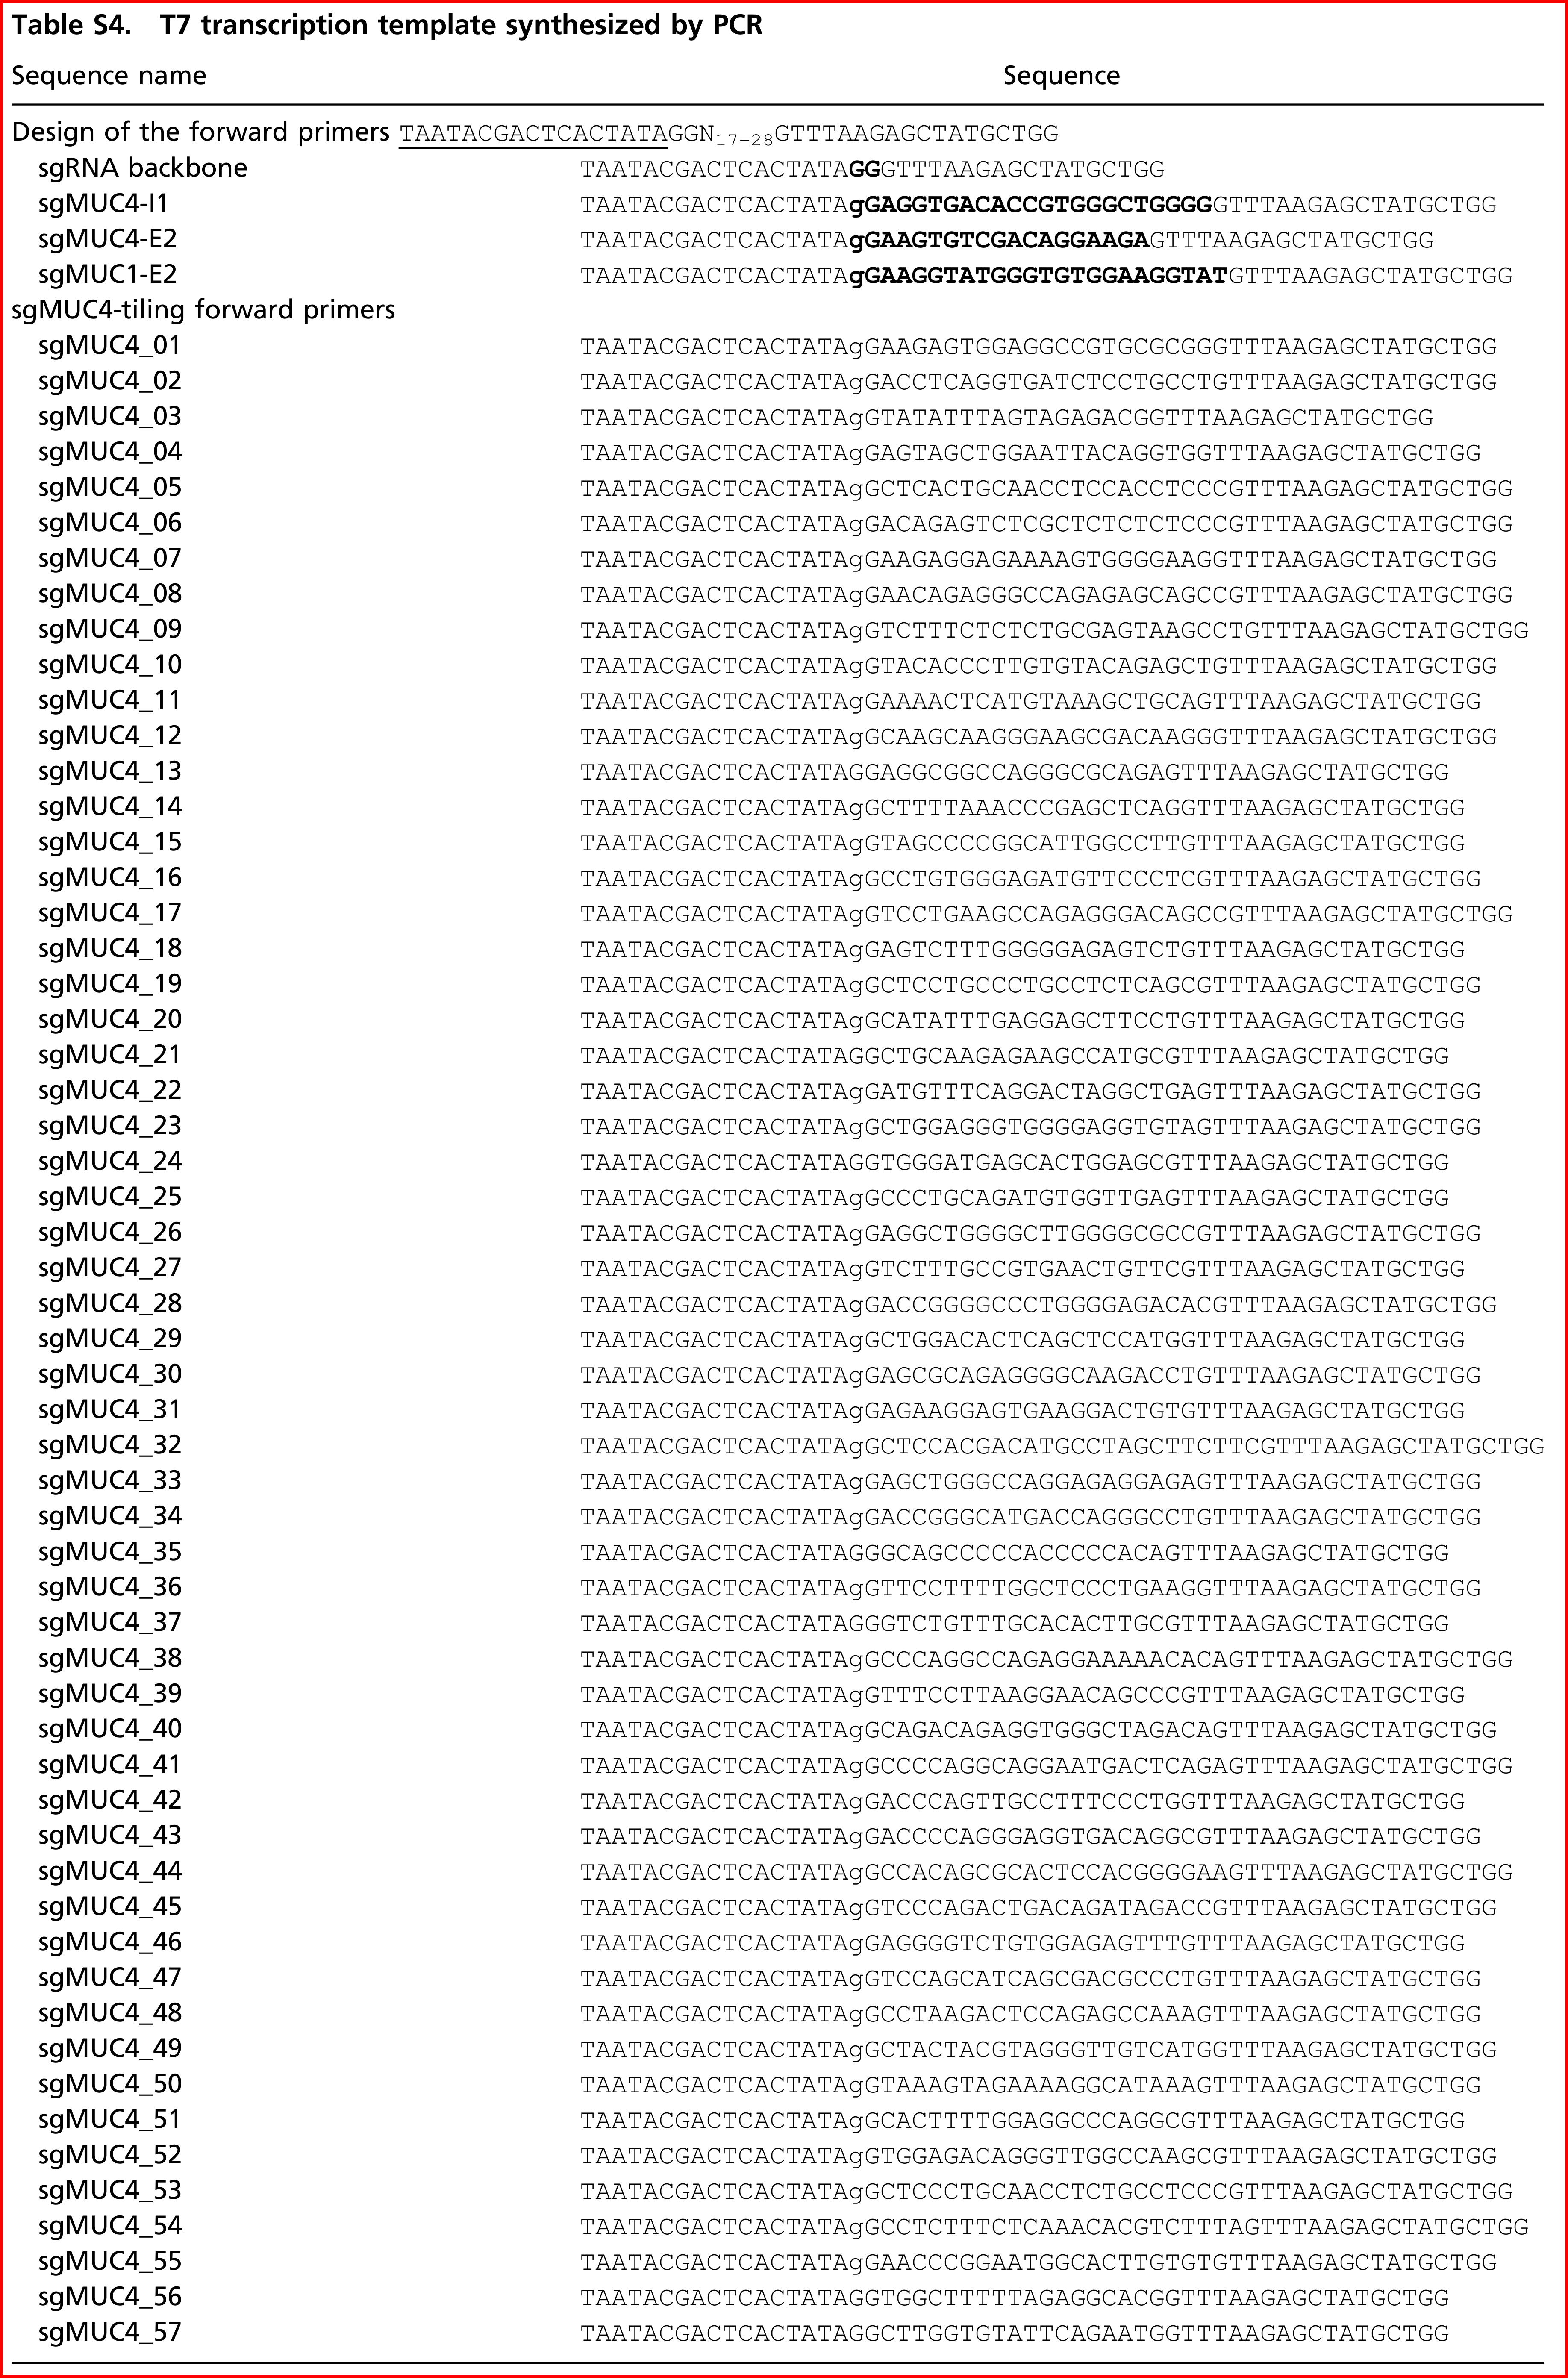 Table S4. T7 transcription template synthesized by PCR
Sequence name Sequence
Design of the forward primers TAATACGACTCACTATAGGN17–28GTTTAAGAGCTATGCTGG
sgRNA backbone TAATACGACTCACTATAGGGTTTAAGAGCTATGCTGG
sgMUC4-I1 TAATACGACTCACTATAgGAGGTGACACCGTGGGCTGGGGGTTTAAGAGCTATGCTGG
sgMUC4-E2 TAATACGACTCACTATAgGAAGTGTCGACAGGAAGAGTTTAAGAGCTATGCTGG
sgMUC1-E2 TAATACGACTCACTATAgGAAGGTATGGGTGTGGAAGGTATGTTTAAGAGCTATGCTGG
sgMUC4-tiling forward primers
sgMUC4_01 TAATACGACTCACTATAgGAAGAGTGGAGGCCGTGCGCGGGTTTAAGAGCTATGCTGG
sgMUC4_02 TAATACGACTCACTATAgGACCTCAGGTGATCTCCTGCCTGTTTAAGAGCTATGCTGG
sgMUC4_03 TAATACGACTCACTATAgGTATATTTAGTAGAGACGGTTTAAGAGCTATGCTGG
sgMUC4_04 TAATACGACTCACTATAgGAGTAGCTGGAATTACAGGTGGTTTAAGAGCTATGCTGG
sgMUC4_05 TAATACGACTCACTATAgGCTCACTGCAACCTCCACCTCCCGTTTAAGAGCTATGCTGG
sgMUC4_06 TAATACGACTCACTATAgGACAGAGTCTCGCTCTCTCTCCCGTTTAAGAGCTATGCTGG
sgMUC4_07 TAATACGACTCACTATAgGAAGAGGAGAAAAGTGGGGAAGGTTTAAGAGCTATGCTGG
sgMUC4_08 TAATACGACTCACTATAgGAACAGAGGGCCAGAGAGCAGCCGTTTAAGAGCTATGCTGG
sgMUC4_09 TAATACGACTCACTATAgGTCTTTCTCTCTGCGAGTAAGCCTGTTTAAGAGCTATGCTGG
sgMUC4_10 TAATACGACTCACTATAgGTACACCCTTGTGTACAGAGCTGTTTAAGAGCTATGCTGG
sgMUC4_11 TAATACGACTCACTATAgGAAAACTCATGTAAAGCTGCAGTTTAAGAGCTATGCTGG
sgMUC4_12 TAATACGACTCACTATAgGCAAGCAAGGGAAGCGACAAGGGTTTAAGAGCTATGCTGG
sgMUC4_13 TAATACGACTCACTATAGGAGGCGGCCAGGGCGCAGAGTTTAAGAGCTATGCTGG
sgMUC4_14 TAATACGACTCACTATAgGCTTTTAAACCCGAGCTCAGGTTTAAGAGCTATGCTGG
sgMUC4_15 TAATACGACTCACTATAgGTAGCCCCGGCATTGGCCTTGTTTAAGAGCTATGCTGG
sgMUC4_16 TAATACGACTCACTATAgGCCTGTGGGAGATGTTCCCTCGTTTAAGAGCTATGCTGG
sgMUC4_17 TAATACGACTCACTATAgGTCCTGAAGCCAGAGGGACAGCCGTTTAAGAGCTATGCTGG
sgMUC4_18 TAATACGACTCACTATAgGAGTCTTTGGGGGAGAGTCTGTTTAAGAGCTATGCTGG
sgMUC4_19 TAATACGACTCACTATAgGCTCCTGCCCTGCCTCTCAGCGTTTAAGAGCTATGCTGG
sgMUC4_20 TAATACGACTCACTATAgGCATATTTGAGGAGCTTCCTGTTTAAGAGCTATGCTGG
sgMUC4_21 TAATACGACTCACTATAGGCTGCAAGAGAAGCCATGCGTTTAAGAGCTATGCTGG
sgMUC4_22 TAATACGACTCACTATAgGATGTTTCAGGACTAGGCTGAGTTTAAGAGCTATGCTGG
sgMUC4_23 TAATACGACTCACTATAgGCTGGAGGGTGGGGAGGTGTAGTTTAAGAGCTATGCTGG
sgMUC4_24 TAATACGACTCACTATAGGTGGGATGAGCACTGGAGCGTTTAAGAGCTATGCTGG
sgMUC4_25 TAATACGACTCACTATAgGCCCTGCAGATGTGGTTGAGTTTAAGAGCTATGCTGG
sgMUC4_26 TAATACGACTCACTATAgGAGGCTGGGGCTTGGGGCGCCGTTTAAGAGCTATGCTGG
sgMUC4_27 TAATACGACTCACTATAgGTCTTTGCCGTGAACTGTTCGTTTAAGAGCTATGCTGG
sgMUC4_28 TAATACGACTCACTATAgGACCGGGGCCCTGGGGAGACACGTTTAAGAGCTATGCTGG
sgMUC4_29 TAATACGACTCACTATAgGCTGGACACTCAGCTCCATGGTTTAAGAGCTATGCTGG
sgMUC4_30 TAATACGACTCACTATAgGAGCGCAGAGGGGCAAGACCTGTTTAAGAGCTATGCTGG
sgMUC4_31 TAATACGACTCACTATAgGAGAAGGAGTGAAGGACTGTGTTTAAGAGCTATGCTGG
sgMUC4_32 TAATACGACTCACTATAgGCTCCACGACATGCCTAGCTTCTTCGTTTAAGAGCTATGCTGG
sgMUC4_33 TAATACGACTCACTATAgGAGCTGGGCCAGGAGAGGAGAGTTTAAGAGCTATGCTGG
sgMUC4_34 TAATACGACTCACTATAgGACCGGGCATGACCAGGGCCTGTTTAAGAGCTATGCTGG
sgMUC4_35 TAATACGACTCACTATAGGGCAGCCCCCACCCCCACAGTTTAAGAGCTATGCTGG
sgMUC4_36 TAATACGACTCACTATAgGTTCCTTTTGGCTCCCTGAAGGTTTAAGAGCTATGCTGG
sgMUC4_37 TAATACGACTCACTATAGGGTCTGTTTGCACACTTGCGTTTAAGAGCTATGCTGG
sgMUC4_38 TAATACGACTCACTATAgGCCCAGGCCAGAGGAAAAACACAGTTTAAGAGCTATGCTGG
sgMUC4_39 TAATACGACTCACTATAgGTTTCCTTAAGGAACAGCCCGTTTAAGAGCTATGCTGG
sgMUC4_40 TAATACGACTCACTATAgGCAGACAGAGGTGGGCTAGACAGTTTAAGAGCTATGCTGG
sgMUC4_41 TAATACGACTCACTATAgGCCCCAGGCAGGAATGACTCAGAGTTTAAGAGCTATGCTGG
sgMUC4_42 TAATACGACTCACTATAgGACCCAGTTGCCTTTCCCTGGTTTAAGAGCTATGCTGG
sgMUC4_43 TAATACGACTCACTATAgGACCCCAGGGAGGTGACAGGCGTTTAAGAGCTATGCTGG
sgMUC4_44 TAATACGACTCACTATAgGCCACAGCGCACTCCACGGGGAAGTTTAAGAGCTATGCTGG
sgMUC4_45 TAATACGACTCACTATAgGTCCCAGACTGACAGATAGACCGTTTAAGAGCTATGCTGG
sgMUC4_46 TAATACGACTCACTATAgGAGGGGTCTGTGGAGAGTTTGTTTAAGAGCTATGCTGG
sgMUC4_47 TAATACGACTCACTATAgGTCCAGCATCAGCGACGCCCTGTTTAAGAGCTATGCTGG
sgMUC4_48 TAATACGACTCACTATAgGCCTAAGACTCCAGAGCCAAAGTTTAAGAGCTATGCTGG
sgMUC4_49 TAATACGACTCACTATAgGCTACTACGTAGGGTTGTCATGGTTTAAGAGCTATGCTGG
sgMUC4_50 TAATACGACTCACTATAgGTAAAGTAGAAAAGGCATAAAGTTTAAGAGCTATGCTGG
sgMUC4_51 TAATACGACTCACTATAgGCACTTTTGGAGGCCCAGGCGTTTAAGAGCTATGCTGG
sgMUC4_52 TAATACGACTCACTATAgGTGGAGACAGGGTTGGCCAAGCGTTTAAGAGCTATGCTGG
sgMUC4_53 TAATACGACTCACTATAgGCTCCCTGCAACCTCTGCCTCCCGTTTAAGAGCTATGCTGG
sgMUC4_54 TAATACGACTCACTATAgGCCTCTTTCTCAAACACGTCTTTAGTTTAAGAGCTATGCTGG
sgMUC4_55 TAATACGACTCACTATAgGAACCCGGAATGGCACTTGTGTGTTTAAGAGCTATGCTGG
sgMUC4_56 TAATACGACTCACTATAGGTGGCTTTTTAGAGGCACGGTTTAAGAGCTATGCTGG
sgMUC4_57 TAATACGACTCACTATAGGCTTGGTGTATTCAGAATGGTTTAAGAGCTATGCTGG